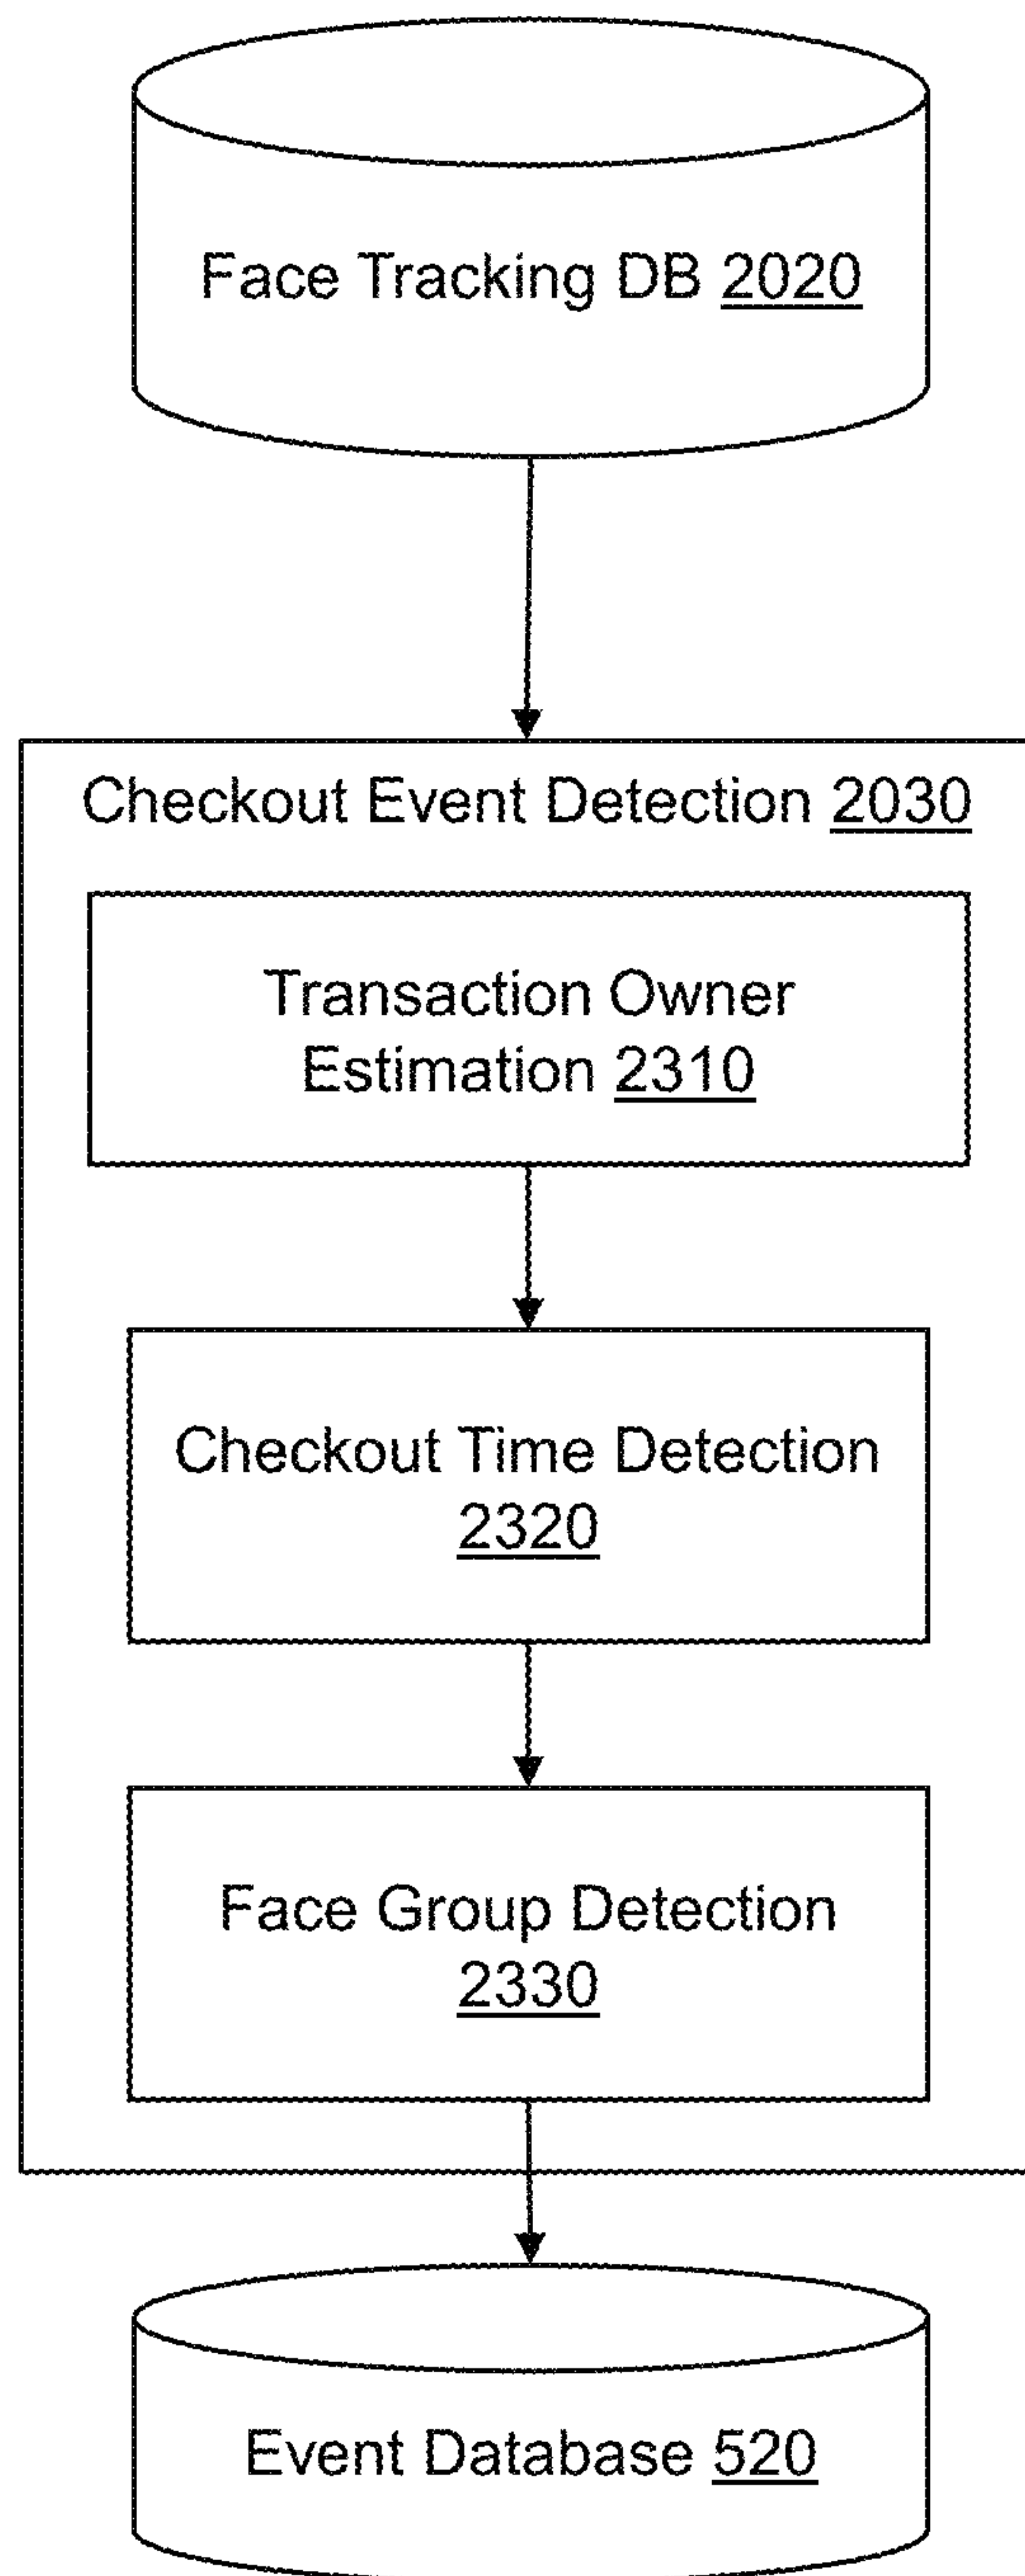 Face Tracking DB 2020
Checkout Event Detection 2030
Transaction Owner
Estimation 2310
Checkout Time Detection
2320
Face Group Detection
2330
Event Database 520